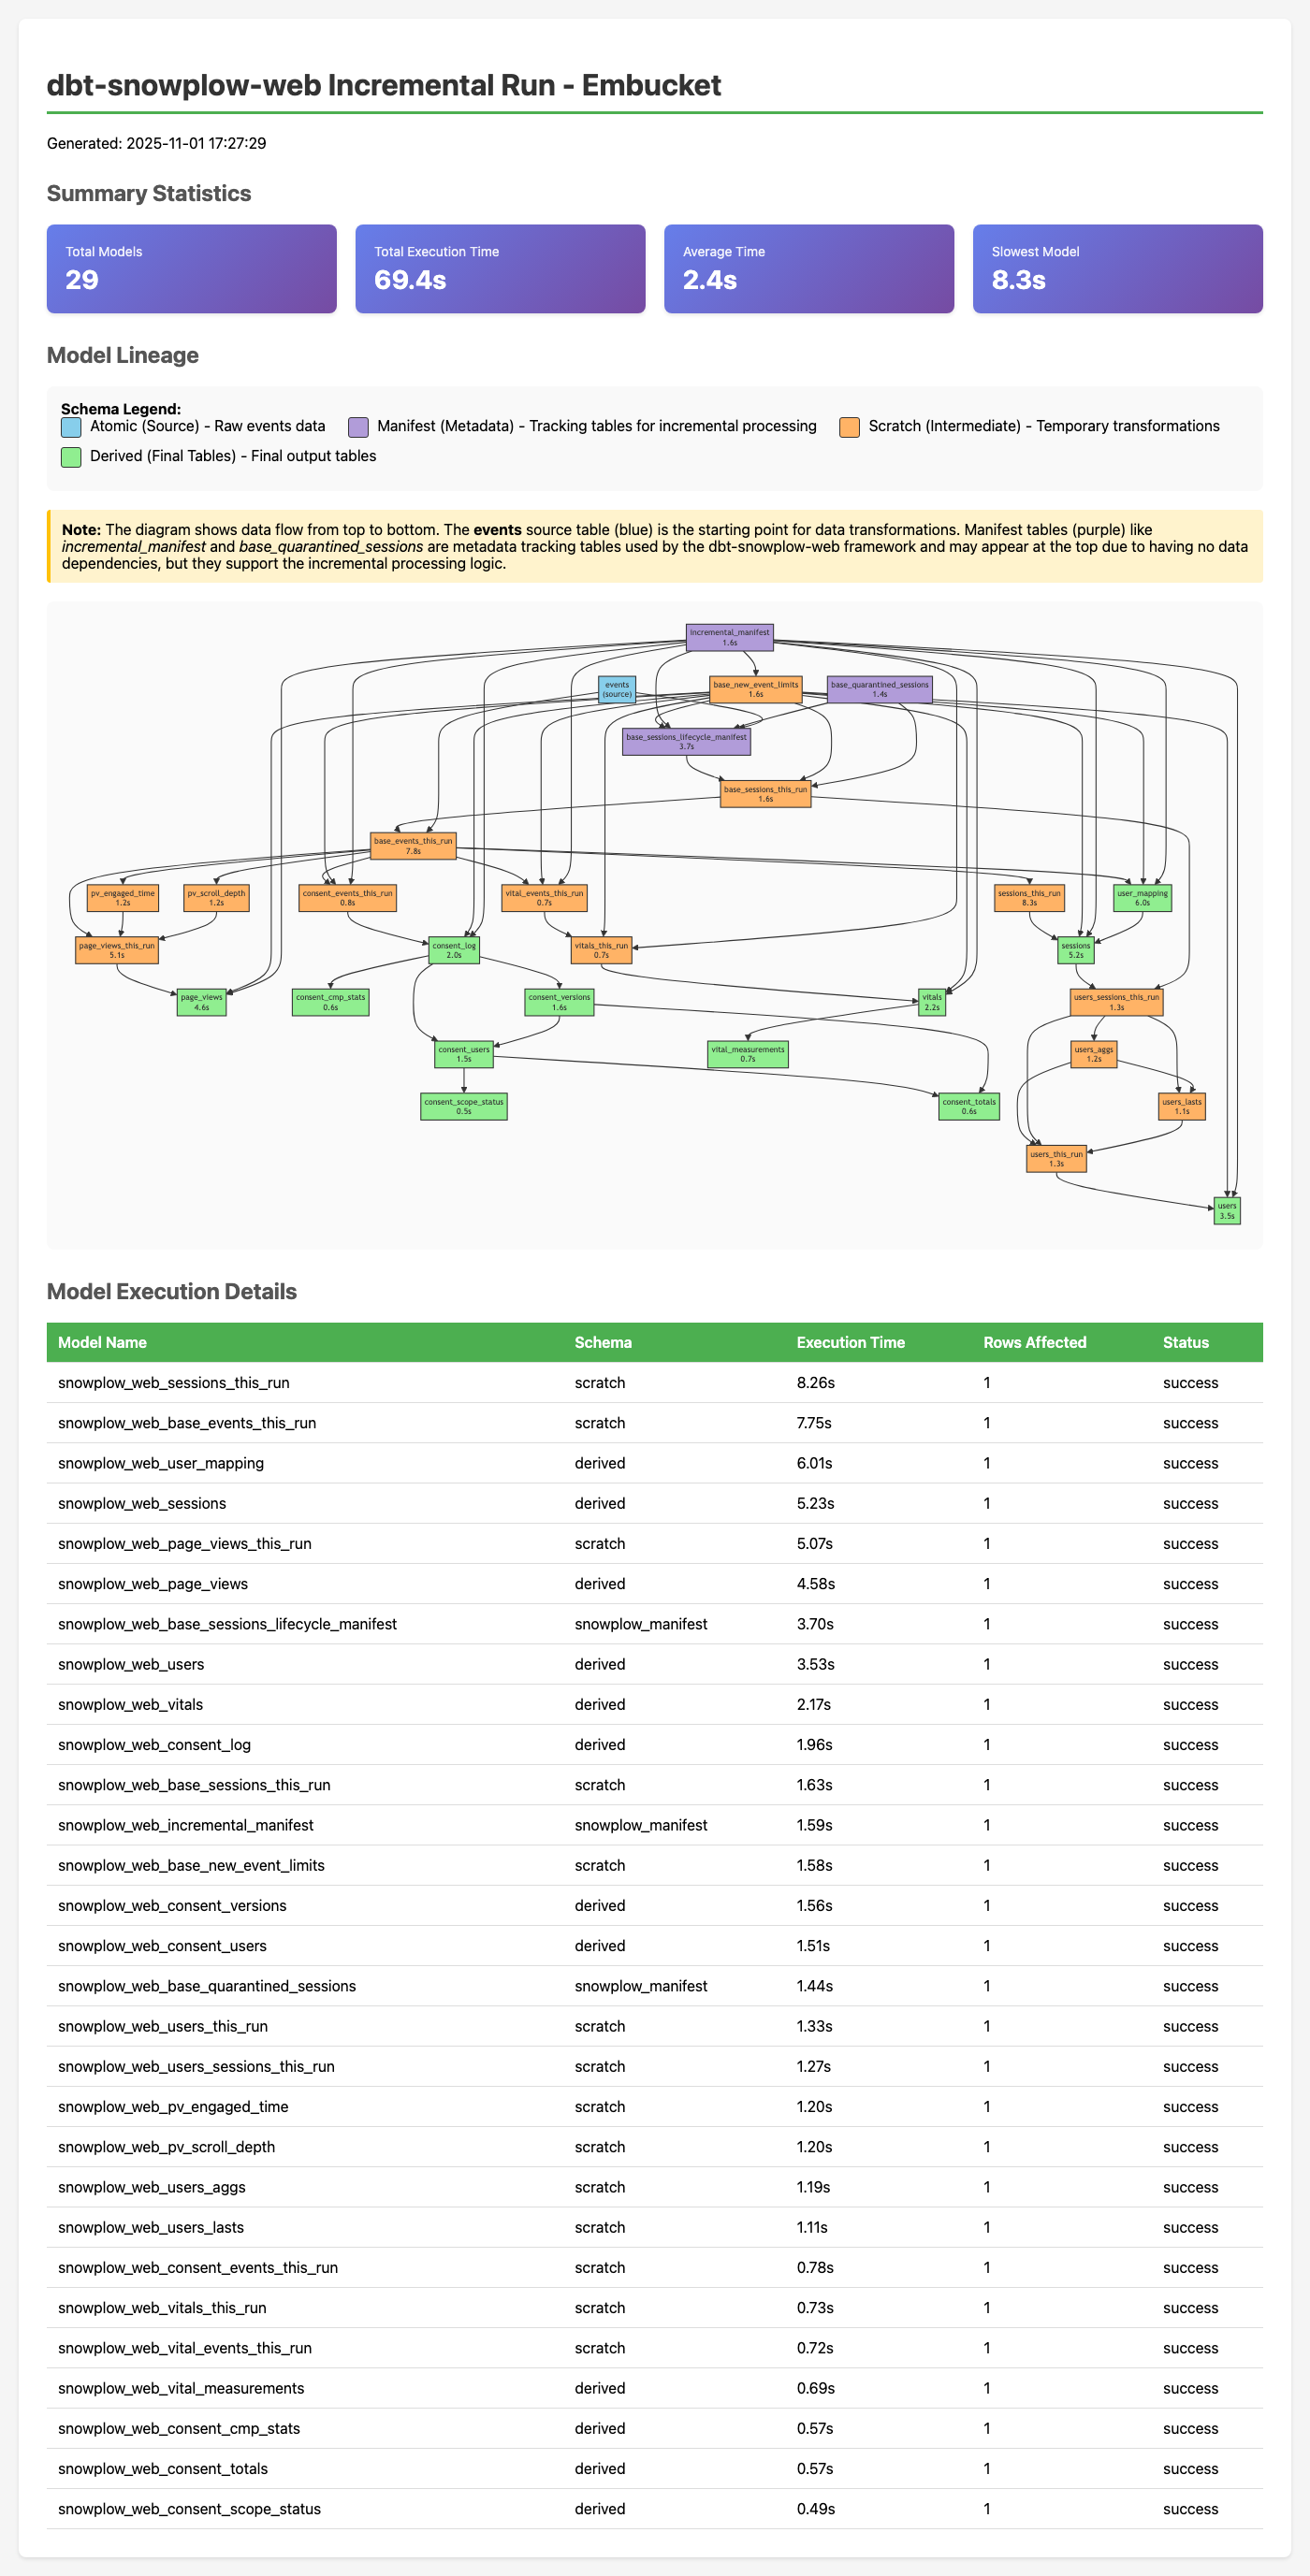 dbt-snowplow-web Incremental Run - Embucket
Generated: 2025-11-01 17:27:29
Summary Statistics
Total Models
29
Total Execution Time
69.4s
Average Time
2.4s
Slowest Model
8.3s
Model Lineage
Schema Legend:
Atomic (Source) - Raw events data
Manifest (Metadata) - Tracking tables for incremental processing
Scratch (Intermediate) - Temporary transformations
Derived (Final Tables) - Final output tables
Note: The diagram shows data flow from top to bottom. The events source table (blue) is the starting point for data transformations. Manifest tables (purple) like
incremental_manifest and base_quarantined_sessions are metadata tracking tables used by the dbt-snowplow-web framework and may appear at the top due to having no data
dependencies, but they support the incremental processing logic.
incremental_manifest
1.6s
events
(source)
base_new_event_limits
1.6s
base_quarantined_sessions
1.4s
base_sessions_lifecycle_manifest
3.7s
base_sessions_this_run
1.6s
base_events_this_run
7.8s
pv_engaged_time
1.2s
pv_scroll_depth
1.2s
consent_events_this_run
0.8s
vital_events_this_run
0.7s
sessions_this_run
8.3s
user_mapping
6.0s
page_views_this_run
5.1s
consent_log
2.0s
vitals_this_run
0.7s
sessions
5.2s
page_views
4.6s
consent_cmp_stats
0.6s
consent_versions
1.6s
vitals
2.2s
users_sessions_this_run
1.3s
consent_users
1.5s
vital_measurements
0.7s
users_aggs
1.2s
consent_scope_status
0.5s
consent_totals
0.6s
users_lasts
1.1s
users_this_run
1.3s
users
3.5s
Model Execution Details
Model Name Schema Execution Time Rows Affected Status
snowplow_web_sessions_this_run scratch 8.26s 1 success
snowplow_web_base_events_this_run scratch 7.75s 1 success
snowplow_web_user_mapping derived 6.01s 1 success
snowplow_web_sessions derived 5.23s 1 success
snowplow_web_page_views_this_run scratch 5.07s 1 success
snowplow_web_page_views derived 4.58s 1 success
snowplow_web_base_sessions_lifecycle_manifest snowplow_manifest 3.70s 1 success
snowplow_web_users derived 3.53s 1 success
snowplow_web_vitals derived 2.17s 1 success
snowplow_web_consent_log derived 1.96s 1 success
snowplow_web_base_sessions_this_run scratch 1.63s 1 success
snowplow_web_incremental_manifest snowplow_manifest 1.59s 1 success
snowplow_web_base_new_event_limits scratch 1.58s 1 success
snowplow_web_consent_versions derived 1.56s 1 success
snowplow_web_consent_users derived 1.51s 1 success
snowplow_web_base_quarantined_sessions snowplow_manifest 1.44s 1 success
snowplow_web_users_this_run scratch 1.33s 1 success
snowplow_web_users_sessions_this_run scratch 1.27s 1 success
snowplow_web_pv_engaged_time scratch 1.20s 1 success
snowplow_web_pv_scroll_depth scratch 1.20s 1 success
snowplow_web_users_aggs scratch 1.19s 1 success
snowplow_web_users_lasts scratch 1.11s 1 success
snowplow_web_consent_events_this_run scratch 0.78s 1 success
snowplow_web_vitals_this_run scratch 0.73s 1 success
snowplow_web_vital_events_this_run scratch 0.72s 1 success
snowplow_web_vital_measurements derived 0.69s 1 success
snowplow_web_consent_cmp_stats derived 0.57s 1 success
snowplow_web_consent_totals derived 0.57s 1 success
snowplow_web_consent_scope_status derived 0.49s 1 success